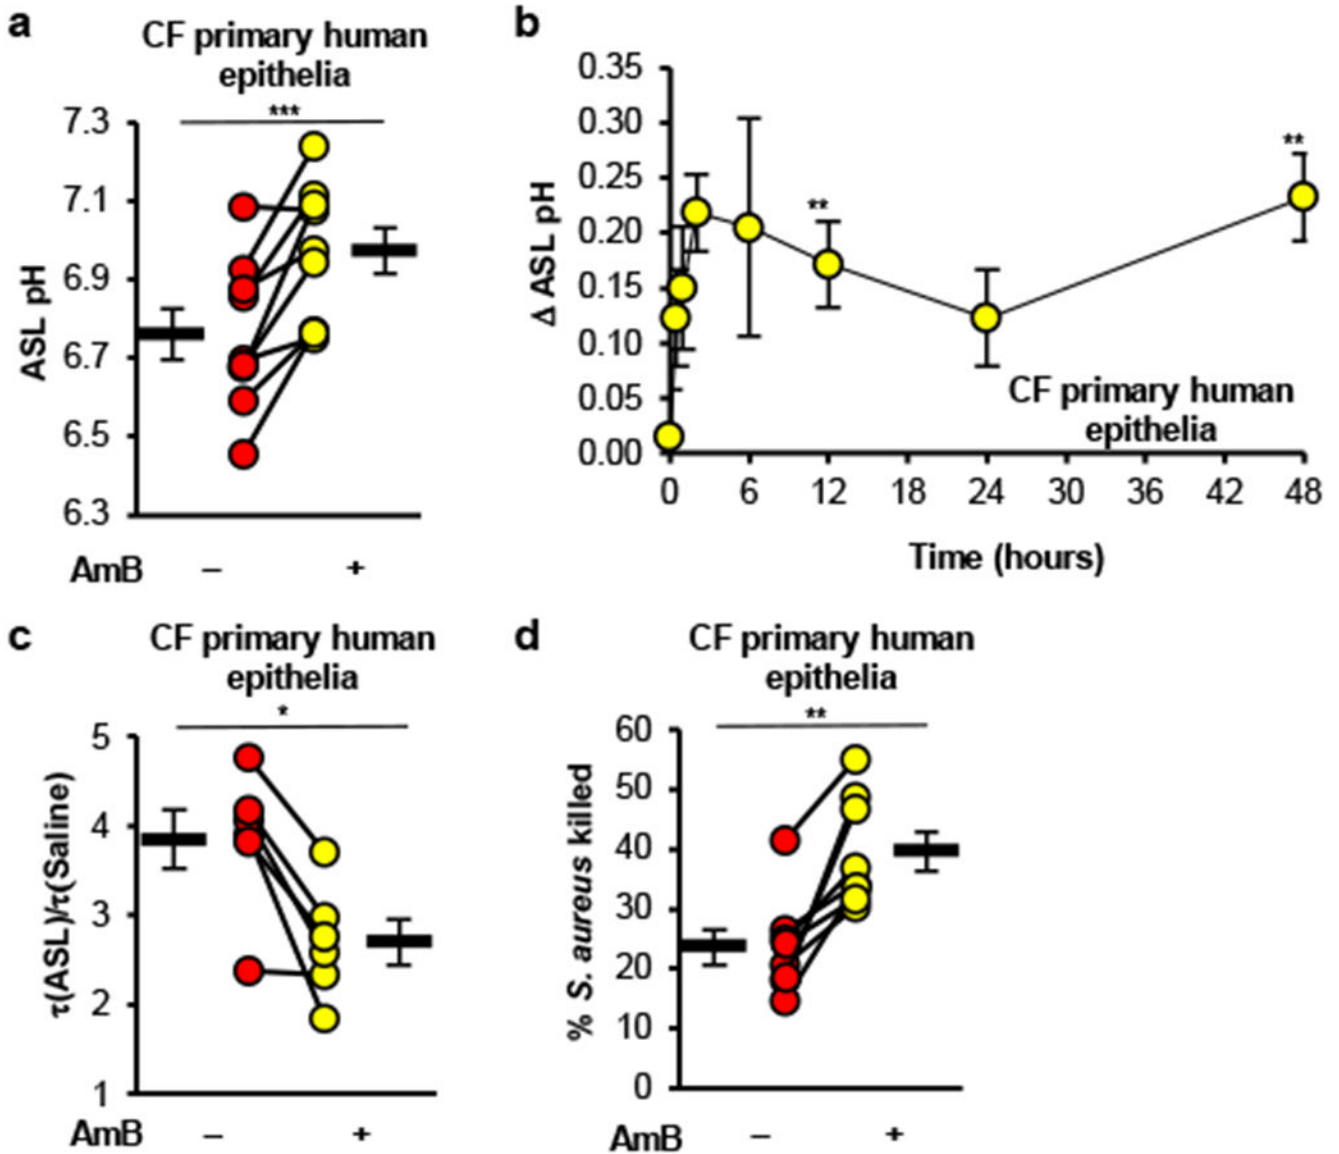 a
CF primary human
epithelia
***
7.3
7.1
6.9
6.7
6.5
6.3
ASL pH
AmB – +
b
0.35
0.30
0.25
0.20
0.15
0.10
0.05
0.00
Δ ASL pH
**
**
CF primary human
epithelia
0 6 12 18 24 30 36 42 48
Time (hours)
c
CF primary human
epithelia
*
5
4
3
2
1
τ(ASL)/τ(Saline)
AmB – +
d
CF primary human
epithelia
**
60
50
40
30
20
10
0
% S. aureus killed
AmB – +